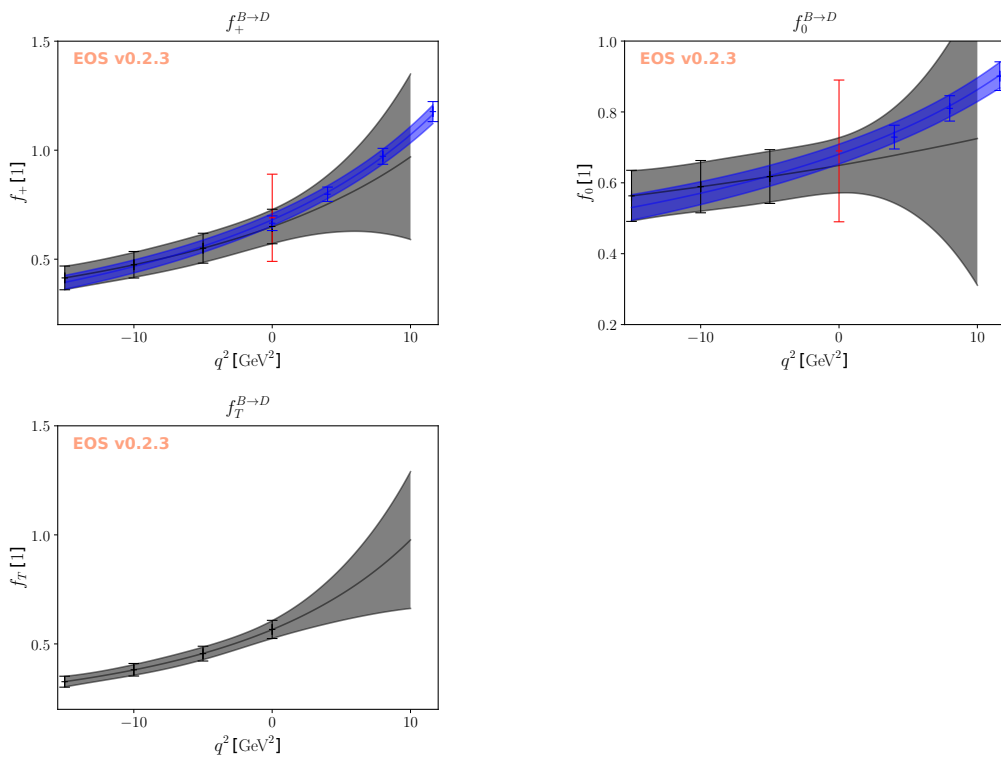 f_+^{B→D}
EOS v0.2.3
f_+ [1]
1.5
1.0
0.5
−10 0 10
q^2 [GeV^2]
f_0^{B→D}
EOS v0.2.3
f_0 [1]
1.0
0.8
0.6
0.4
0.2
−10 0 10
q^2 [GeV^2]
f_T^{B→D}
EOS v0.2.3
f_T [1]
1.5
1.0
0.5
−10 0 10
q^2 [GeV^2]